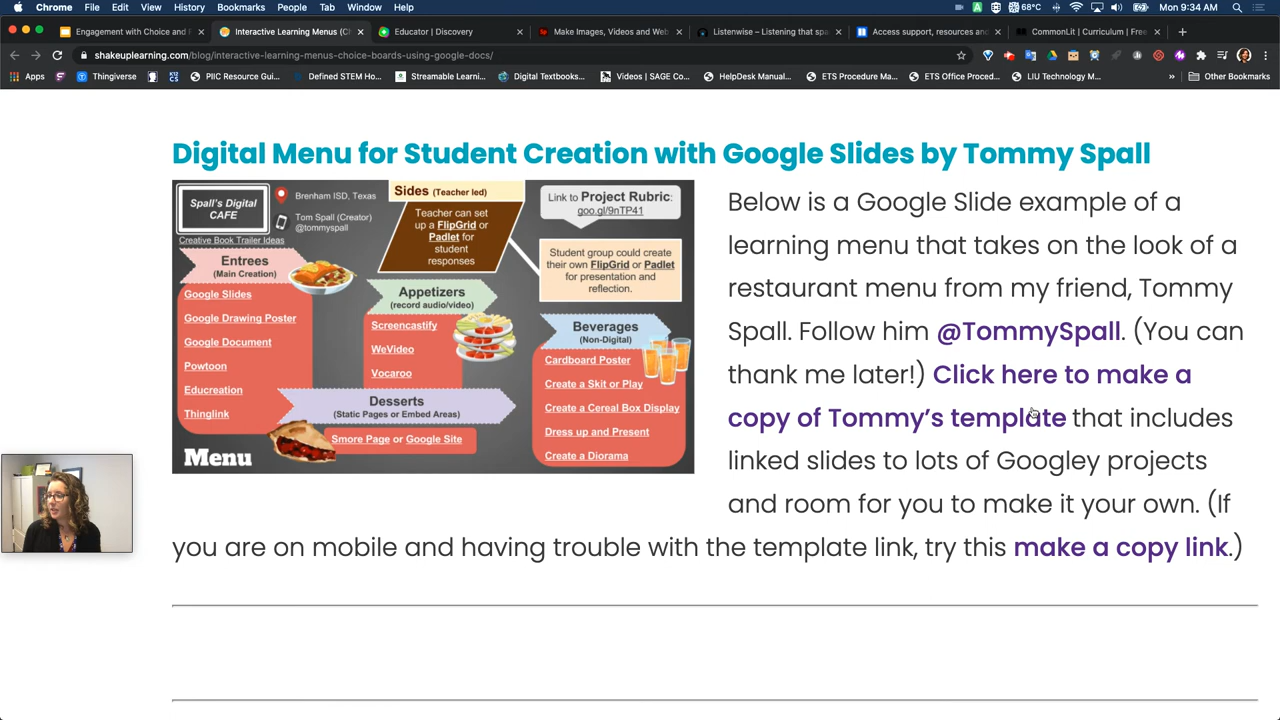 Chrome File Edit View History Bookmarks People Tab Window Help
68°C
Mon 9:34 AM
Engagement with Choice and F
Interactive Learning Menus (Cl
Educator | Discovery
Make Images, Videos and Web
Listenwise – Listening that spa
Access support, resources and
CommonLit | Curriculum | Free
shakeuplearning.com/blog/interactive-learning-menus-choice-boards-using-google-docs/
Apps
Thingiverse
PIIC Resource Gui...
Defined STEM Ho...
Streamable Learni...
Digital Textbooks...
Videos | SAGE Co...
HelpDesk Manual...
ETS Procedure Ma...
ETS Office Proced...
LIU Technology M...
»
Other Bookmarks
Digital Menu for Student Creation with Google Slides by Tommy Spall
Spall's Digital
CAFE
Brenham ISD, Texas
Tom Spall (Creator)
@tommyspall
Creative Book Trailer Ideas
Entrees
(Main Creation)
Google Slides
Google Drawing Poster
Google Document
Powtoon
Educreation
Thinglink
Menu
Sides (Teacher led)
Teacher can set
up a FlipGrid or
Padlet for
student
responses
Appetizers
(record audio/video)
Screencastify
WeVideo
Vocaroo
Desserts
(Static Pages or Embed Areas)
Smore Page or Google Site
Link to Project Rubric:
goo.gl/9nTP41
Student group could create
their own FlipGrid or Padlet
for presentation and
reflection.
Beverages
(Non-Digital)
Cardboard Poster
Create a Skit or Play
Create a Cereal Box Display
Dress up and Present
Create a Diorama
Below is a Google Slide example of a
learning menu that takes on the look of a
restaurant menu from my friend, Tommy
Spall. Follow him @TommySpall. (You can
thank me later!) Click here to make a
copy of Tommy's template that includes
linked slides to lots of Googley projects
and room for you to make it your own. (If
you are on mobile and having trouble with the template link, try this make a copy link.)